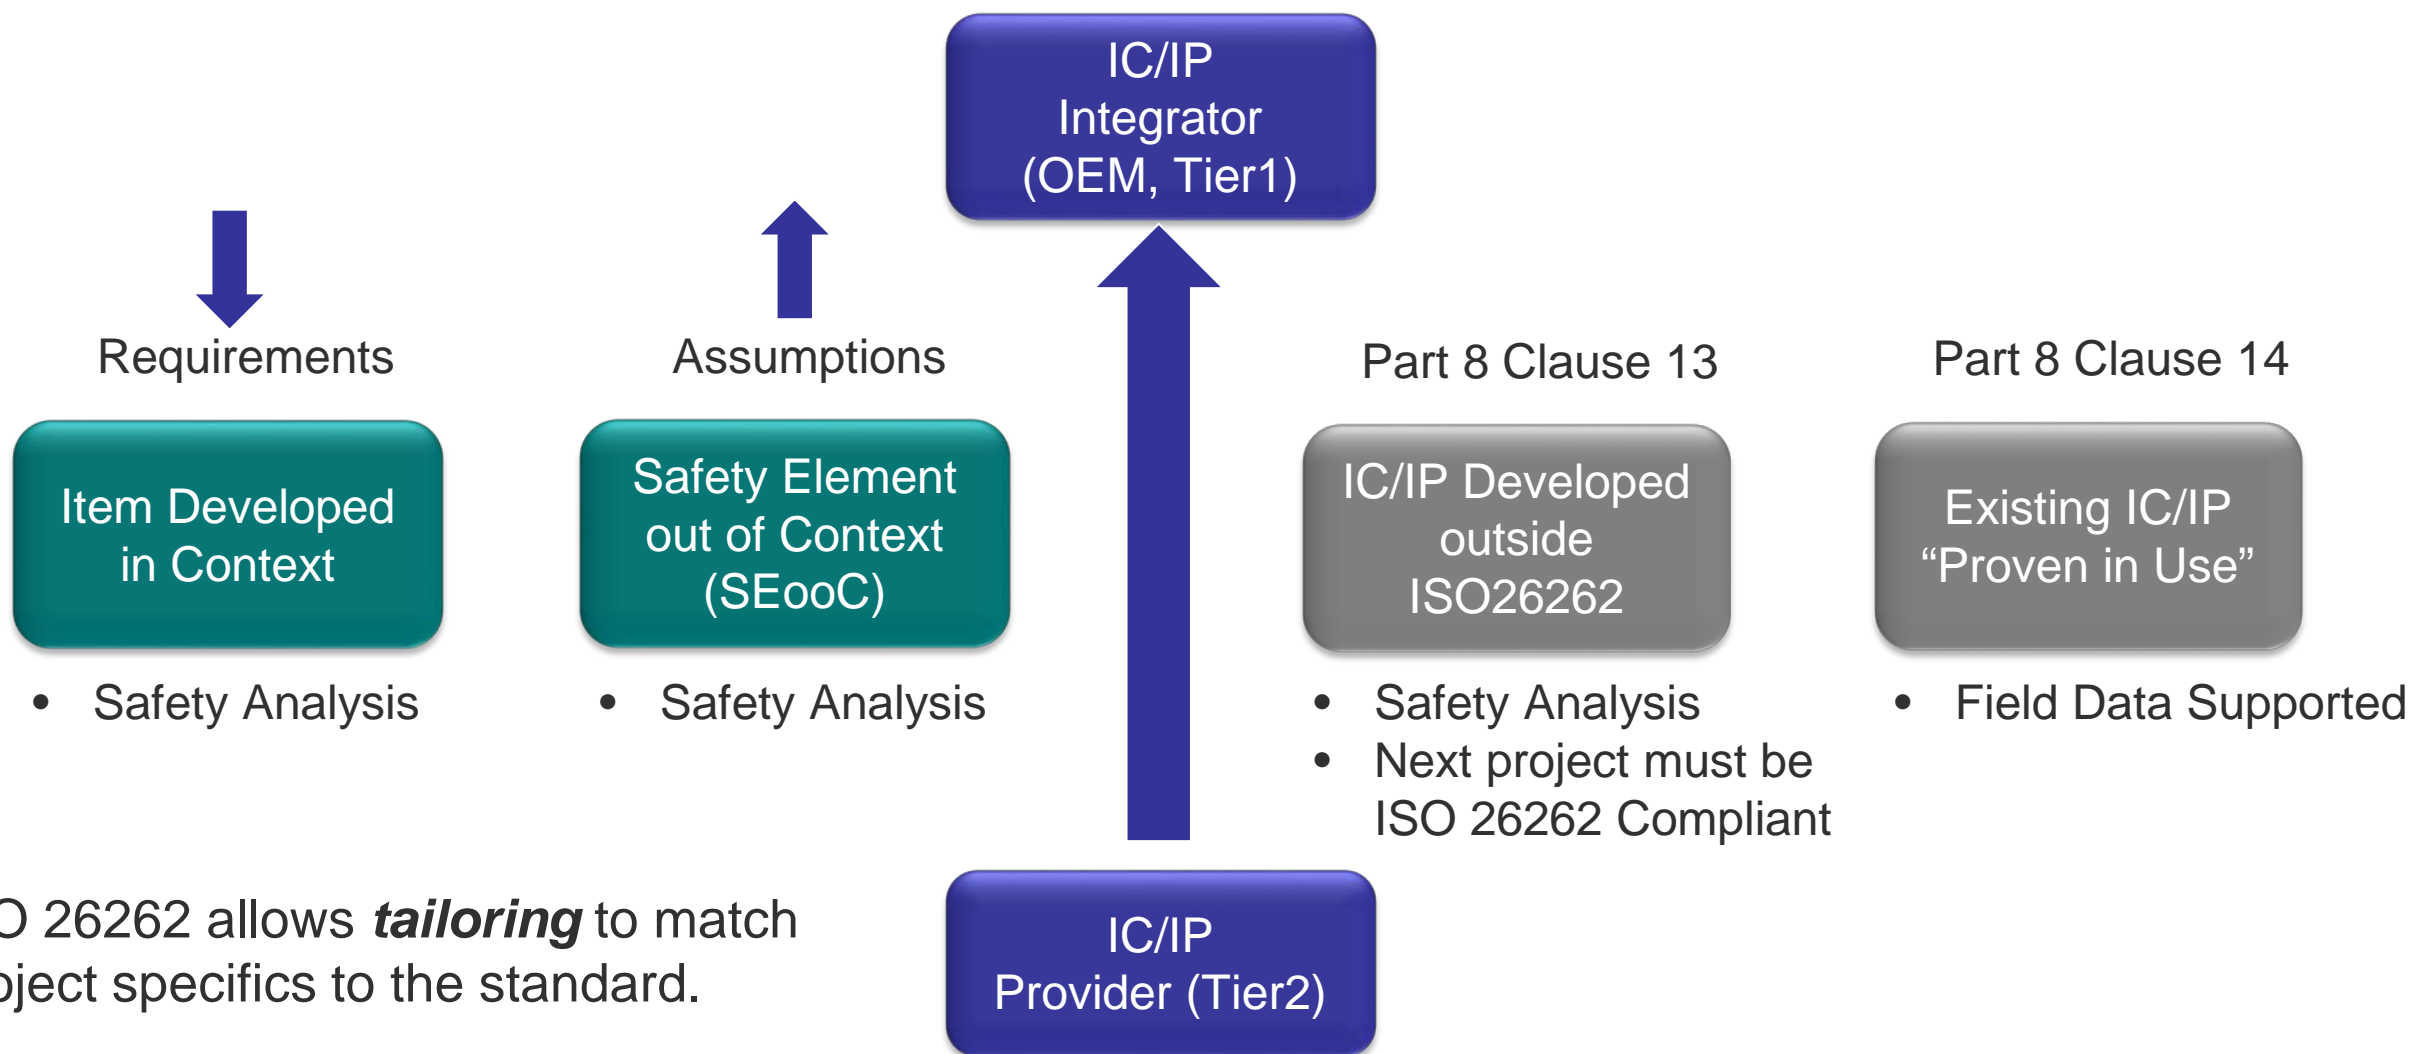 IC/IP
Integrator
(OEM, Tier1)
Requirements
Assumptions
Part 8 Clause 13
Part 8 Clause 14
Item Developed
in Context
Safety Element
out of Context
(SEooC)
IC/IP Developed
outside
ISO26262
Existing IC/IP
“Proven in Use”
• Safety Analysis
• Safety Analysis
• Safety Analysis
• Next project must be
ISO 26262 Compliant
• Field Data Supported
O 26262 allows tailoring to match
oject specifics to the standard.
IC/IP
Provider (Tier2)